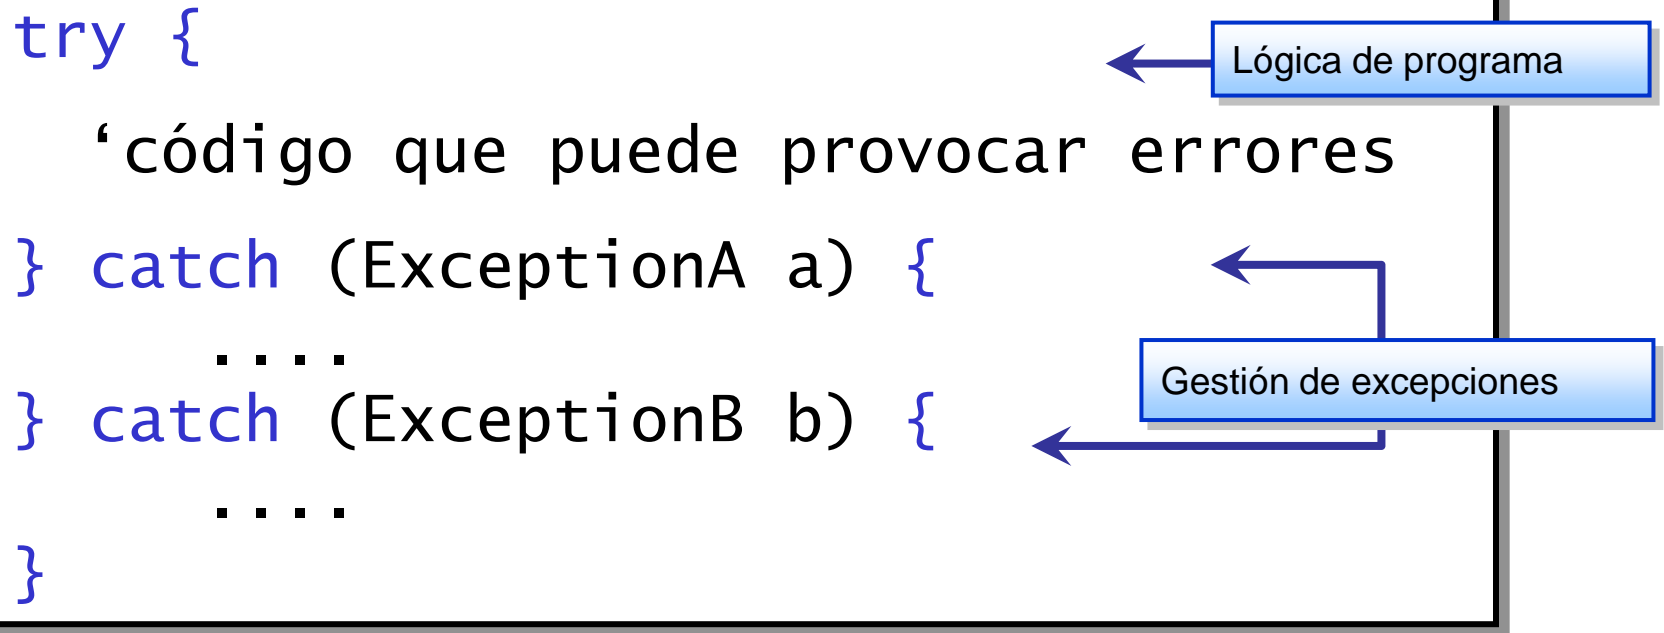 try {
Lógica de programa
‘código que puede provocar errores
} catch (ExceptionA a) {
....
Gestión de excepciones
} catch (ExceptionB b) {
....
}